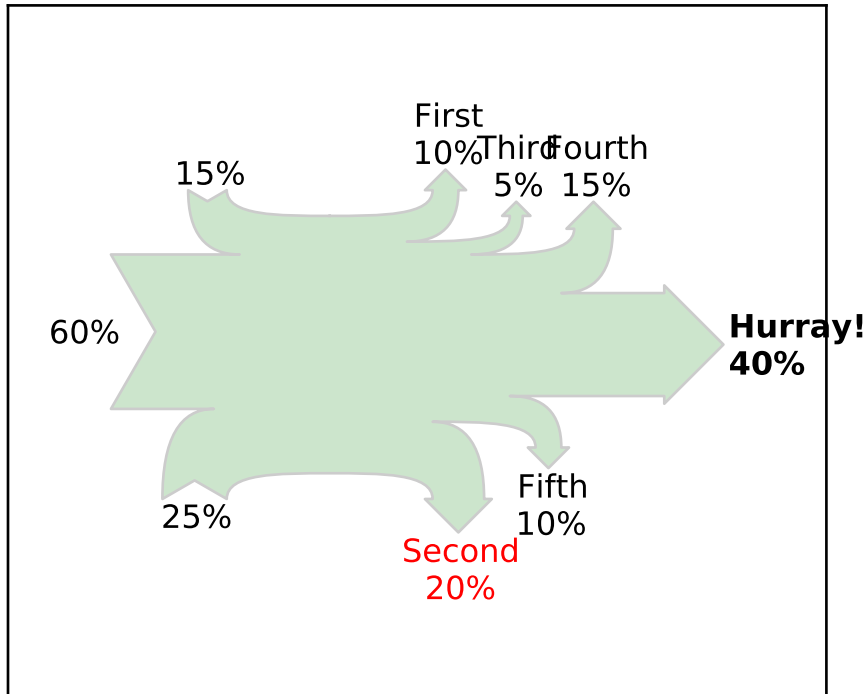 First
10%
Third
5%
Fourth
15%
15%
60%
Hurray!
40%
25%
Fifth
10%
Second
20%